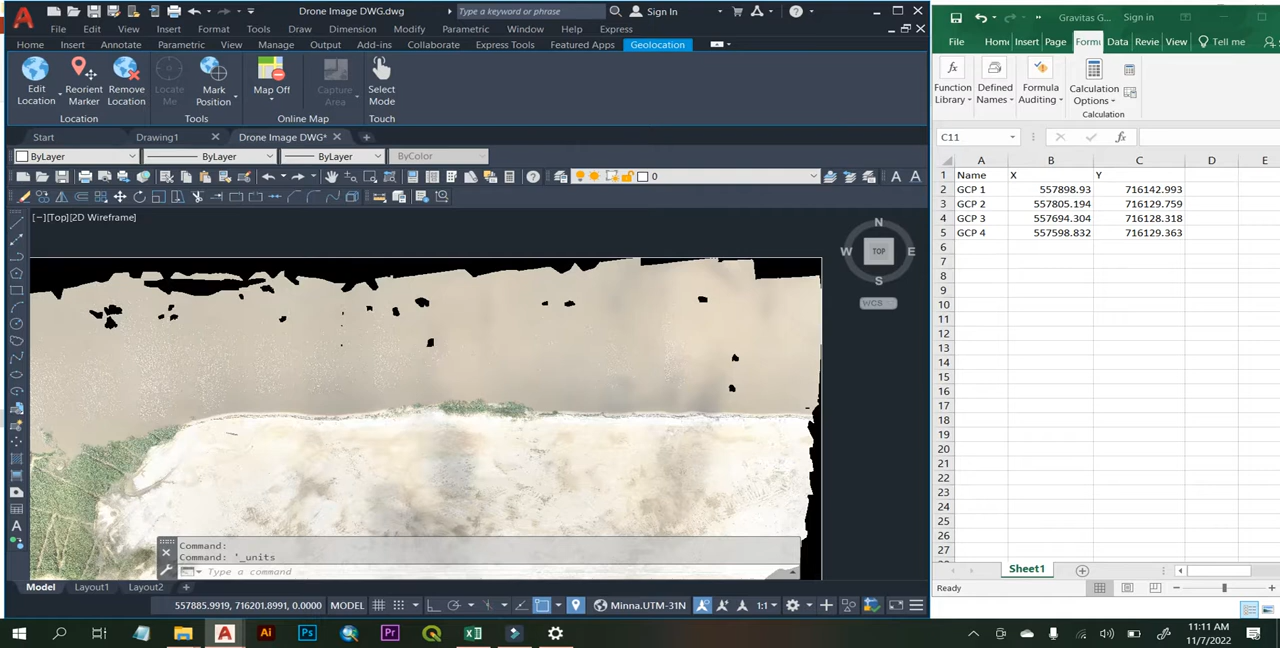 Drone Image DWG.dwg
Type a keyword or phrase
Sign In
File Edit View Insert Format Tools Draw Dimension Modify Parametric Window Help Express
Home Insert Annotate Parametric View Manage Output Add-ins Collaborate Express Tools Featured Apps Geolocation
Edit Location
Reorient Marker
Remove Location
Locate Me
Mark Position
Map Off
Capture Area
Select Mode
Location
Tools
Online Map
Touch
Start Drawing1 Drone Image DWG*
ByLayer ByLayer ByLayer ByColor
0
A A
[−][Top][2D Wireframe]
N
W TOP E
S
WCS
Command:
Command: '_units
Type a command
Model Layout1 Layout2
557885.9919, 716201.8991, 0.0000 MODEL Minna.UTM-31N 1:1
Gravitas G... Sign in
File Home Insert Page Formu Data Revie View Tell me
Function Library
Defined Names
Formula Auditing
Calculation Options
Calculation
C11 fx
A B C D E
1 Name X Y
2 GCP 1 557898.93 716142.993
3 GCP 2 557805.194 716129.759
4 GCP 3 557694.304 716128.318
5 GCP 4 557598.832 716129.363
6
7
8
9
10
11
12
13
14
15
16
17
18
19
20
21
22
23
24
25
26
27
Sheet1
Ready
Ai Ps Pr
11:11 AM
11/7/2022